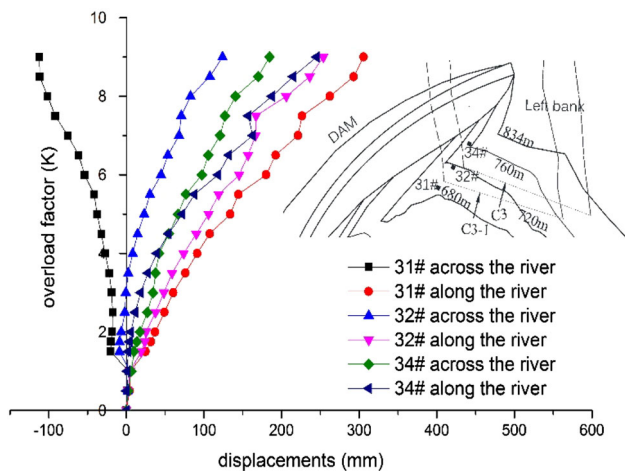 10
8
6
4
2
0
-100
0
100
200
300
400
500
600
overload factor (K)
displacements (mm)
DAM
Left bank
834m
34#
760m
32#
31#
680m
C3
720m
C3-1
31# across the river
31# along the river
32# across the river
32# along the river
34# across the river
34# along the river